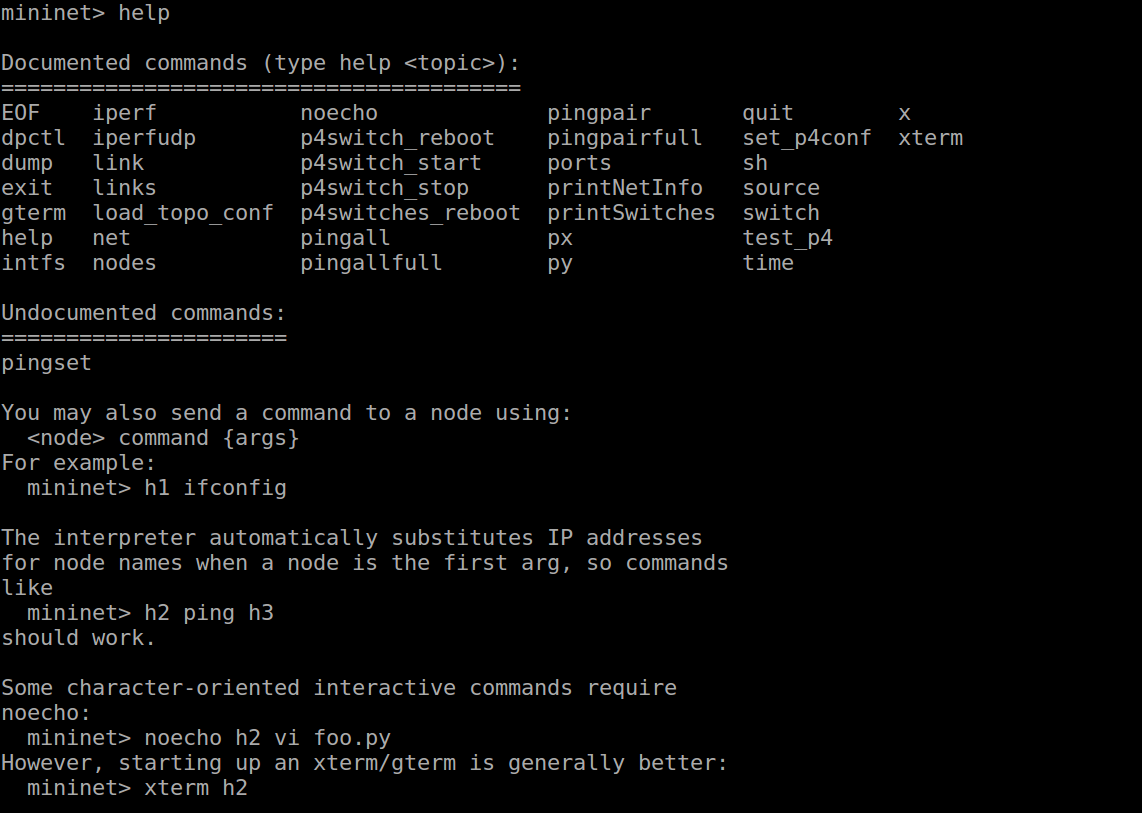 mininet> help

Documented commands (type help <topic>):
========================================
EOF    iperf           noecho             pingpair       quit        x
dpctl  iperfudp        p4switch_reboot    pingpairfull   set_p4conf  xterm
dump   link            p4switch_start     ports          sh
exit   links           p4switch_stop      printNetInfo   source
gterm  load_topo_conf  p4switches_reboot  printSwitches  switch
help   net             pingall            px             test_p4
intfs  nodes           pingallfull        py             time

Undocumented commands:
======================
pingset

You may also send a command to a node using:
  <node> command {args}
For example:
  mininet> h1 ifconfig

The interpreter automatically substitutes IP addresses
for node names when a node is the first arg, so commands
like
  mininet> h2 ping h3
should work.

Some character-oriented interactive commands require
noecho:
  mininet> noecho h2 vi foo.py
However, starting up an xterm/gterm is generally better:
  mininet> xterm h2